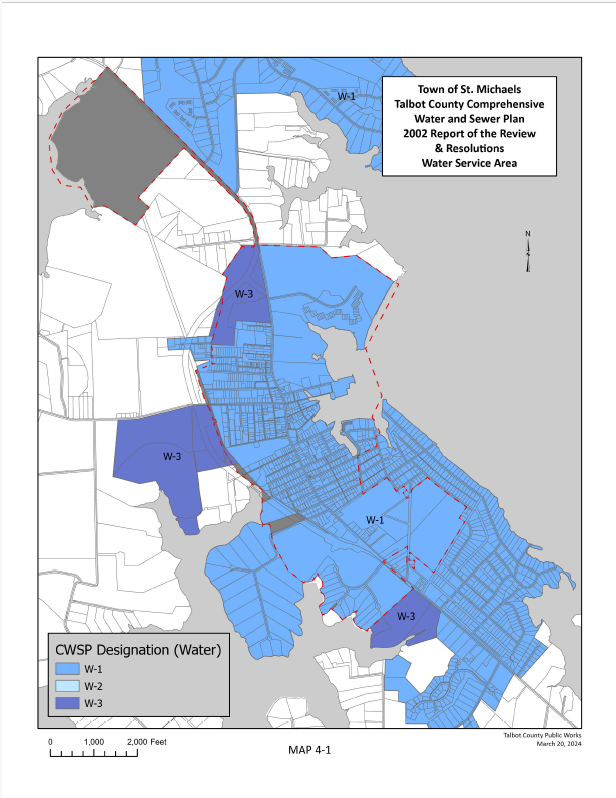 W-1
Town of St. Michaels
Talbot County Comprehensive
Water and Sewer Plan
2002 Report of the Review
& Resolutions
Water Service Area
N
W-3
W-3
W-1
W-3
CWSP Designation (Water)
W-1
W-2
W-3
0 1,000 2,000 Feet
MAP 4-1
Talbot County Public Works
March 20, 2024